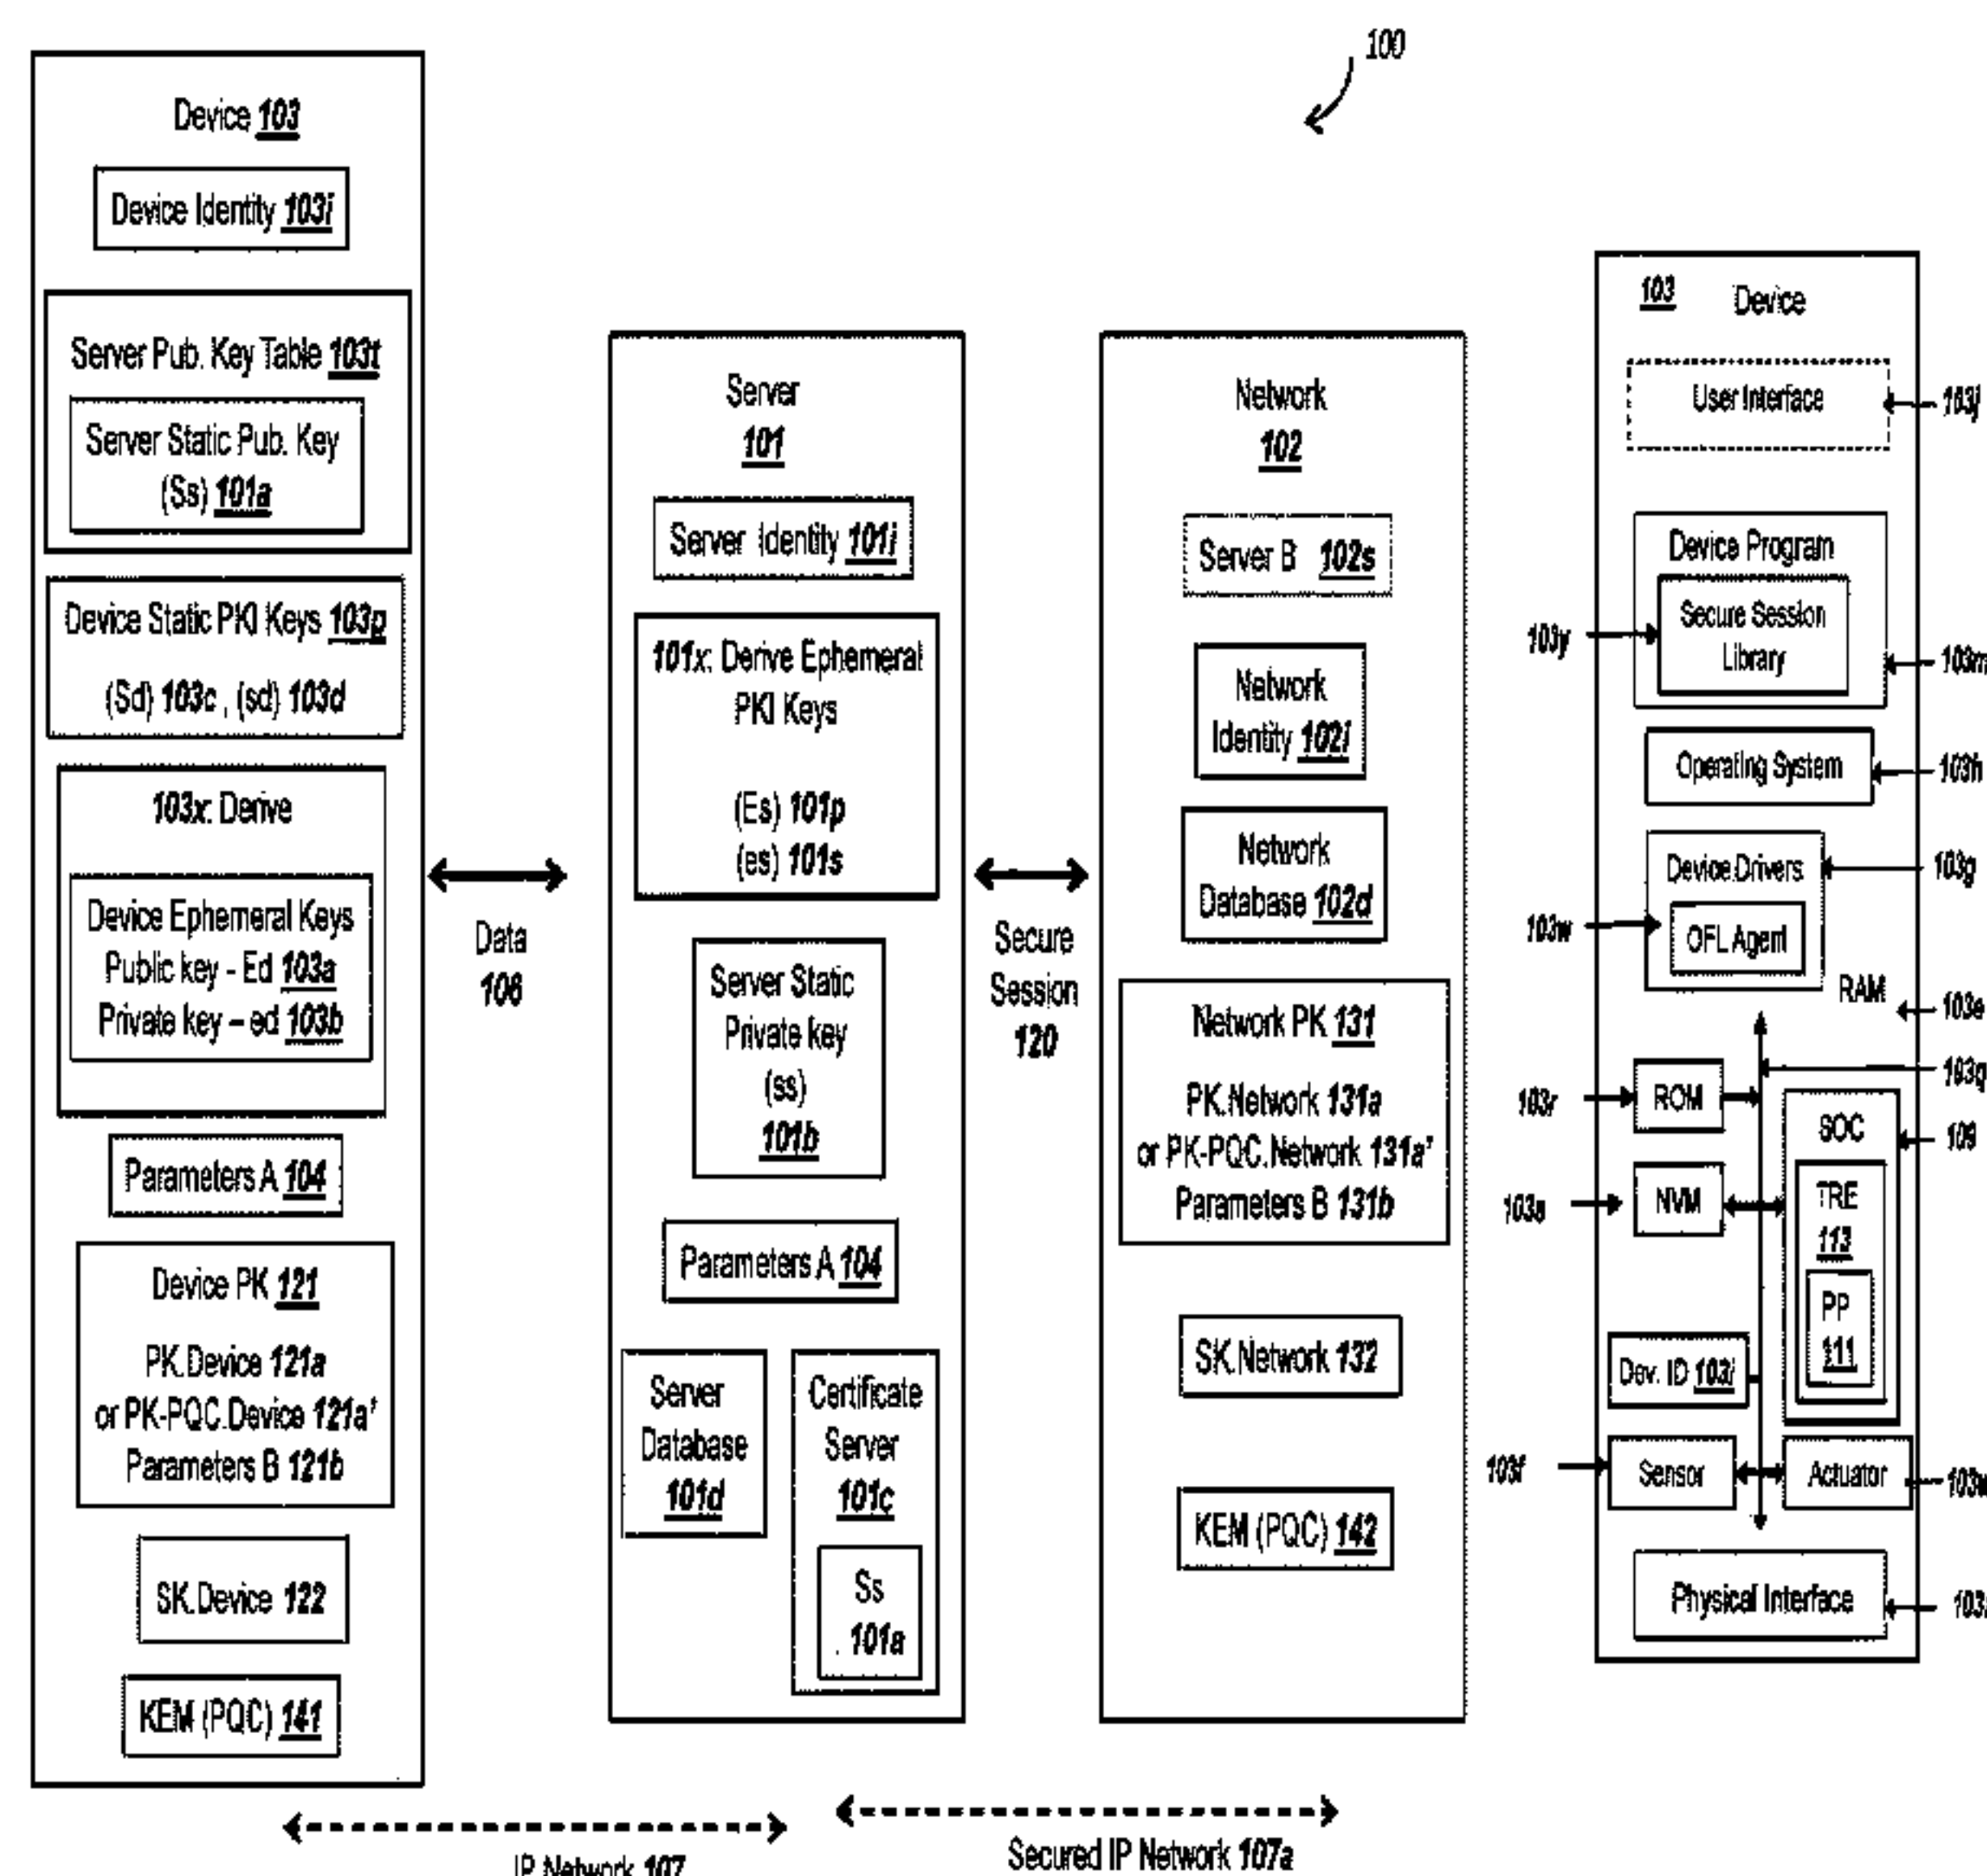 100
Device 103
Device Identity 103i
Server Pub. Key Table 103t
Server Static Pub. Key
(Ss) 101a
Device Static PKI Keys 103p
(Sd) 103c , (sd) 103d
103x: Derive
Device Ephemeral Keys
Public key - Ed 103a
Private key – ed 103b
Parameters A 104
Device PK 121
PK.Device 121a
or PK-PQC.Device 121a'
Parameters B 121b
SK.Device 122
KEM (PQC) 141
Data
106
Server
101
Server Identity 101i
101x: Derive Ephemeral
PKI Keys
(Es) 101p
(es) 101s
Server Static
Private key
(ss)
101b
Parameters A 104
Server
Database
101d
Certificate
Server
101c
Ss
101a
Secure
Session
120
Network
102
Server B 102s
Network
Identity 102i
Network
Database 102d
Network PK 131
PK.Network 131a
or PK-PQC.Network 131a'
Parameters B 131b
SK.Network 132
KEM (PQC) 142
103 Device
User Interface
103j
Device Program
Secure Session
Library
103y
103m
Operating System
103h
Device Drivers
103g
OFL Agent
103w
RAM
103e
103q
103r
ROM
SOC
109
NVM
TRE
113
PP
111
Dev. ID 103i
103f
Sensor
Actuator
Physical Interface
IP Network 107
Secured IP Network 107a